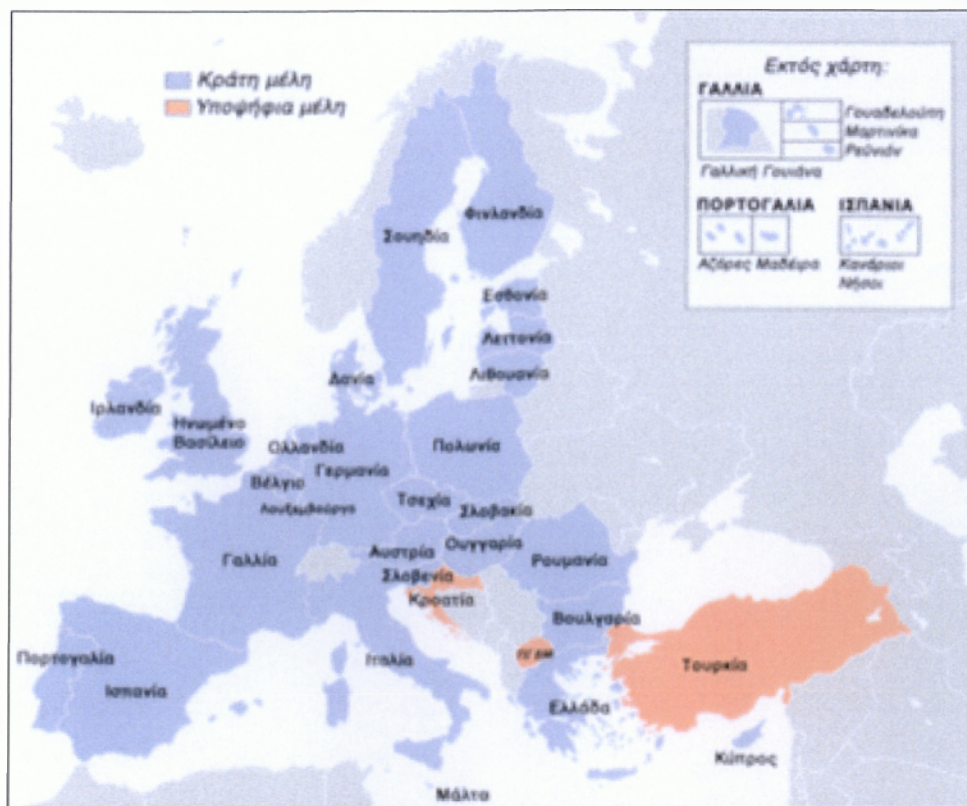 Κράτη μέλη
Υποψήφια μέλη
Εκτός χάρτη:
ΓΑΛΛΙΑ
Γουαδελούπη
Μαρτινίκα
Ρεϋνιόν
Γαλλική Γουιάνα
ΠΟΡΤΟΓΑΛΙΑ ΙΣΠΑΝΙΑ
Αζόρες Μαδέιρα
Κανάριοι
Νήσοι
Φινλανδία
Σουηδία
Εσθονία
Λεττονία
Λιθουανία
Δανία
Ιρλανδία
Ηνωμένο
Βασίλειο
Ολλανδία
Πολωνία
Γερμανία
Βέλγιο
Τσεχία
Λουξεμβούργο
Σλοβακία
Ουγγαρία
Αυστρία
Γαλλία
Ρουμανία
Σλοβενία
Κροατία
Βουλγαρία
Πορτογαλία
Ιταλία
Τουρκία
Ισπανία
Ελλάδα
Κύπρος
Μάλτα